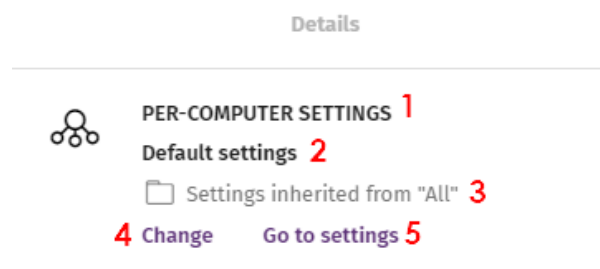 Details
PER-COMPUTER SETTINGS 1
Default settings 2
Settings inherited from "All" 3
4 Change Go to settings 5